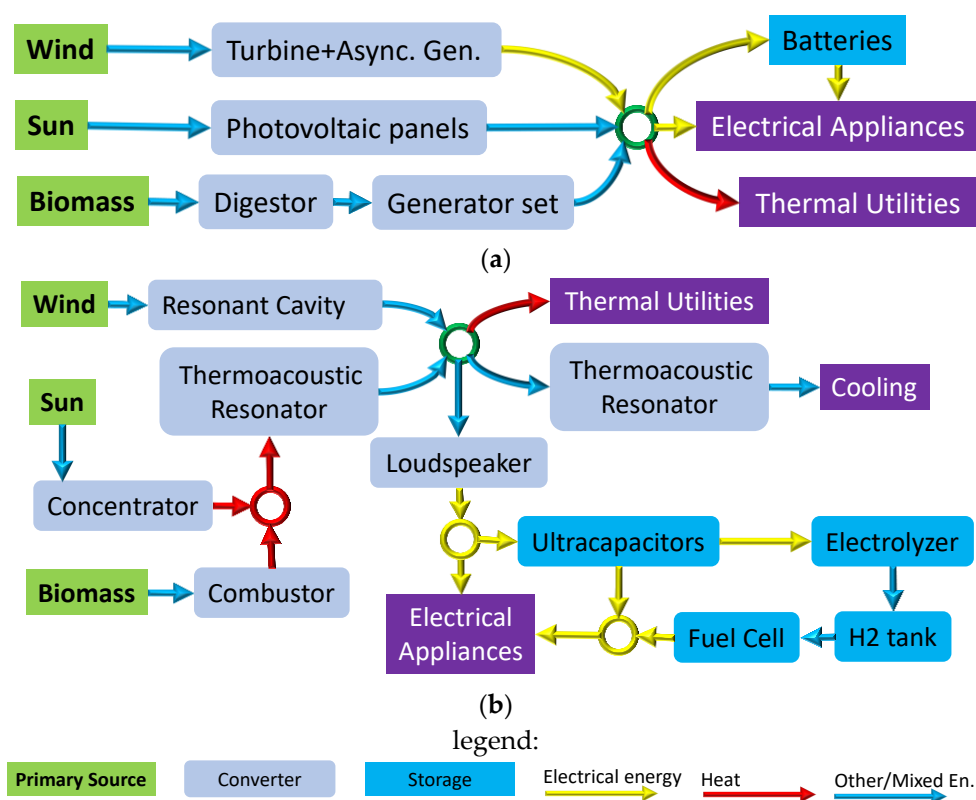 Wind
Turbine+Async. Gen.
Batteries
Sun
Photovoltaic panels
Electrical Appliances
Biomass
Digestor
Generator set
Thermal Utilities
(a)
Wind
Resonant Cavity
Thermal Utilities
Thermoacoustic
Resonator
Thermoacoustic
Resonator
Cooling
Sun
Loudspeaker
Concentrator
Ultracapacitors
Electrolyzer
Biomass
Combustor
Electrical
Appliances
Fuel Cell
H2 tank
(b)
legend:
Primary Source
Converter
Storage
Electrical energy
Heat
Other/Mixed En.